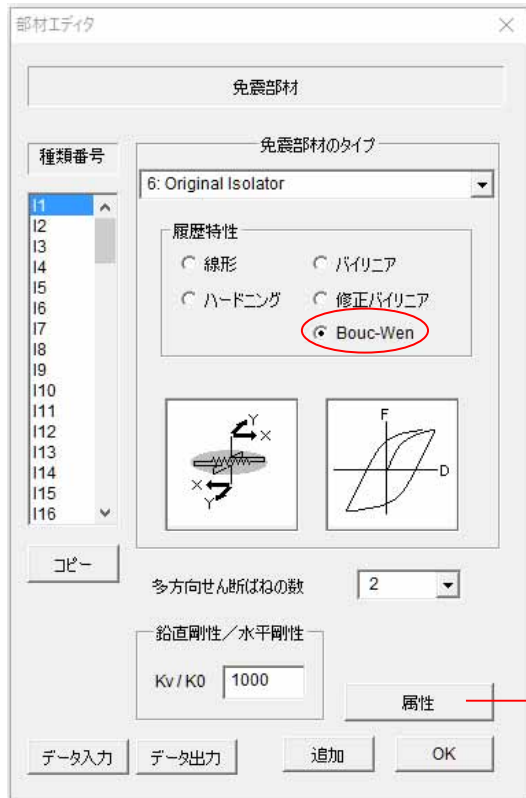 部材エディタ
免震部材
種類番号
免震部材のタイプ
6: Original Isolator
I1
I2
I3
I4
I5
I6
I7
I8
I9
I10
I11
I12
I13
I14
I15
I16
履歴特性
線形
バイリニア
ハードニング
修正バイリニア
Bouc-Wen
Y
X
X
Y
F
D
コピー
多方向せん断ばねの数
2
鉛直剛性/水平剛性
Kv / K0
1000
属性
データ入力
データ出力
追加
OK